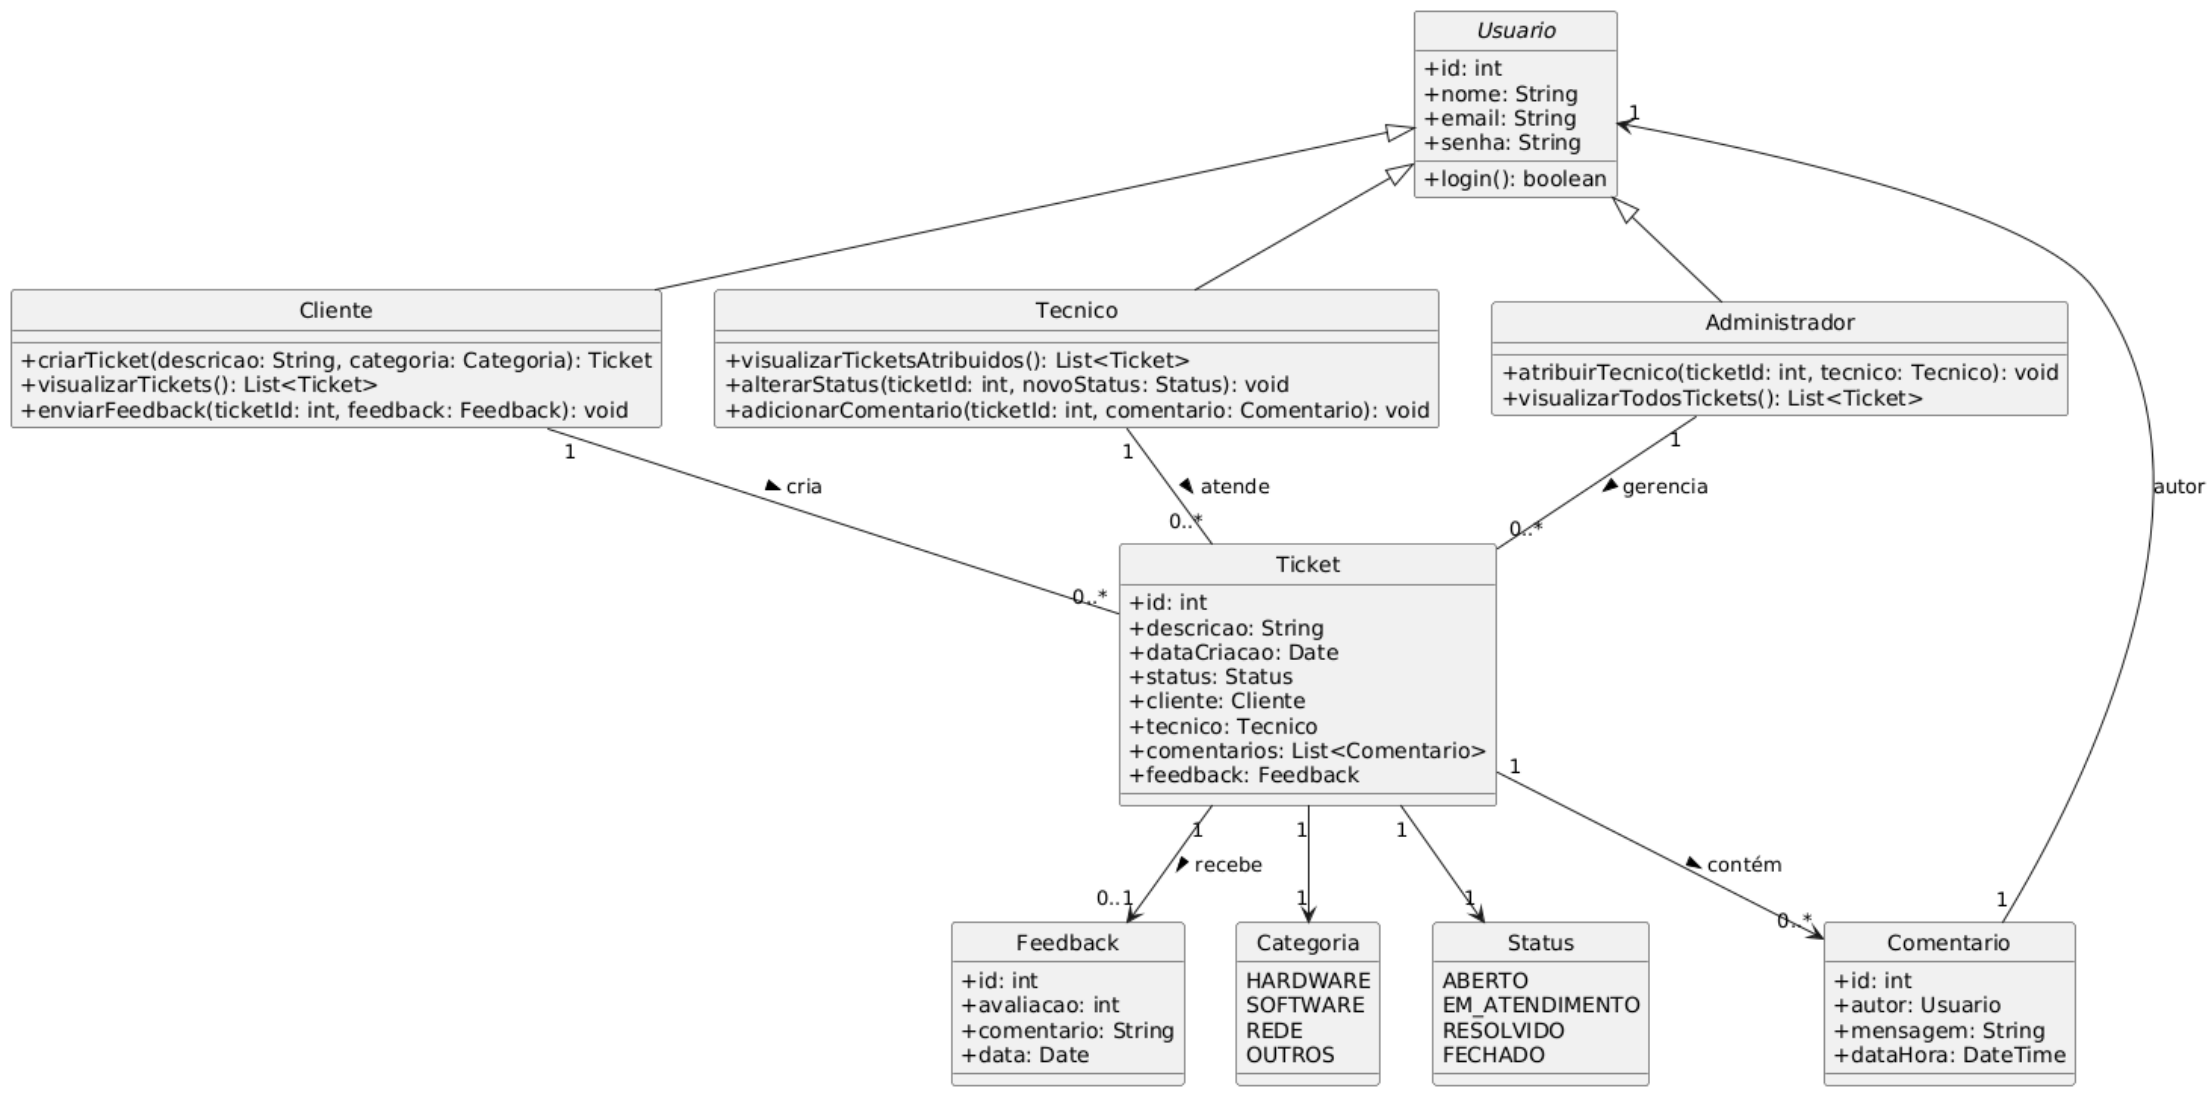 Usuario
+id: int
+nome: String
+email: String
+senha: String
+login(): boolean
1
Cliente
+criarTicket(descricao: String, categoria: Categoria): Ticket
+visualizarTickets(): List<Ticket>
+enviarFeedback(ticketId: int, feedback: Feedback): void
Tecnico
+visualizarTicketsAtribuidos(): List<Ticket>
+alterarStatus(ticketId: int, novoStatus: Status): void
+adicionarComentario(ticketId: int, comentario: Comentario): void
Administrador
+atribuirTecnico(ticketId: int, tecnico: Tecnico): void
+visualizarTodosTickets(): List<Ticket>
1
cria
0..*
1
atende
0..*
1
gerencia
0..*
autor
Ticket
+id: int
+descricao: String
+dataCriacao: Date
+status: Status
+cliente: Cliente
+tecnico: Tecnico
+comentarios: List<Comentario>
+feedback: Feedback
1
recebe
0..1
1
1
1
1
1
contém
0..*
1
Feedback
+id: int
+avaliacao: int
+comentario: String
+data: Date
Categoria
HARDWARE
SOFTWARE
REDE
OUTROS
Status
ABERTO
EM_ATENDIMENTO
RESOLVIDO
FECHADO
Comentario
+id: int
+autor: Usuario
+mensagem: String
+dataHora: DateTime